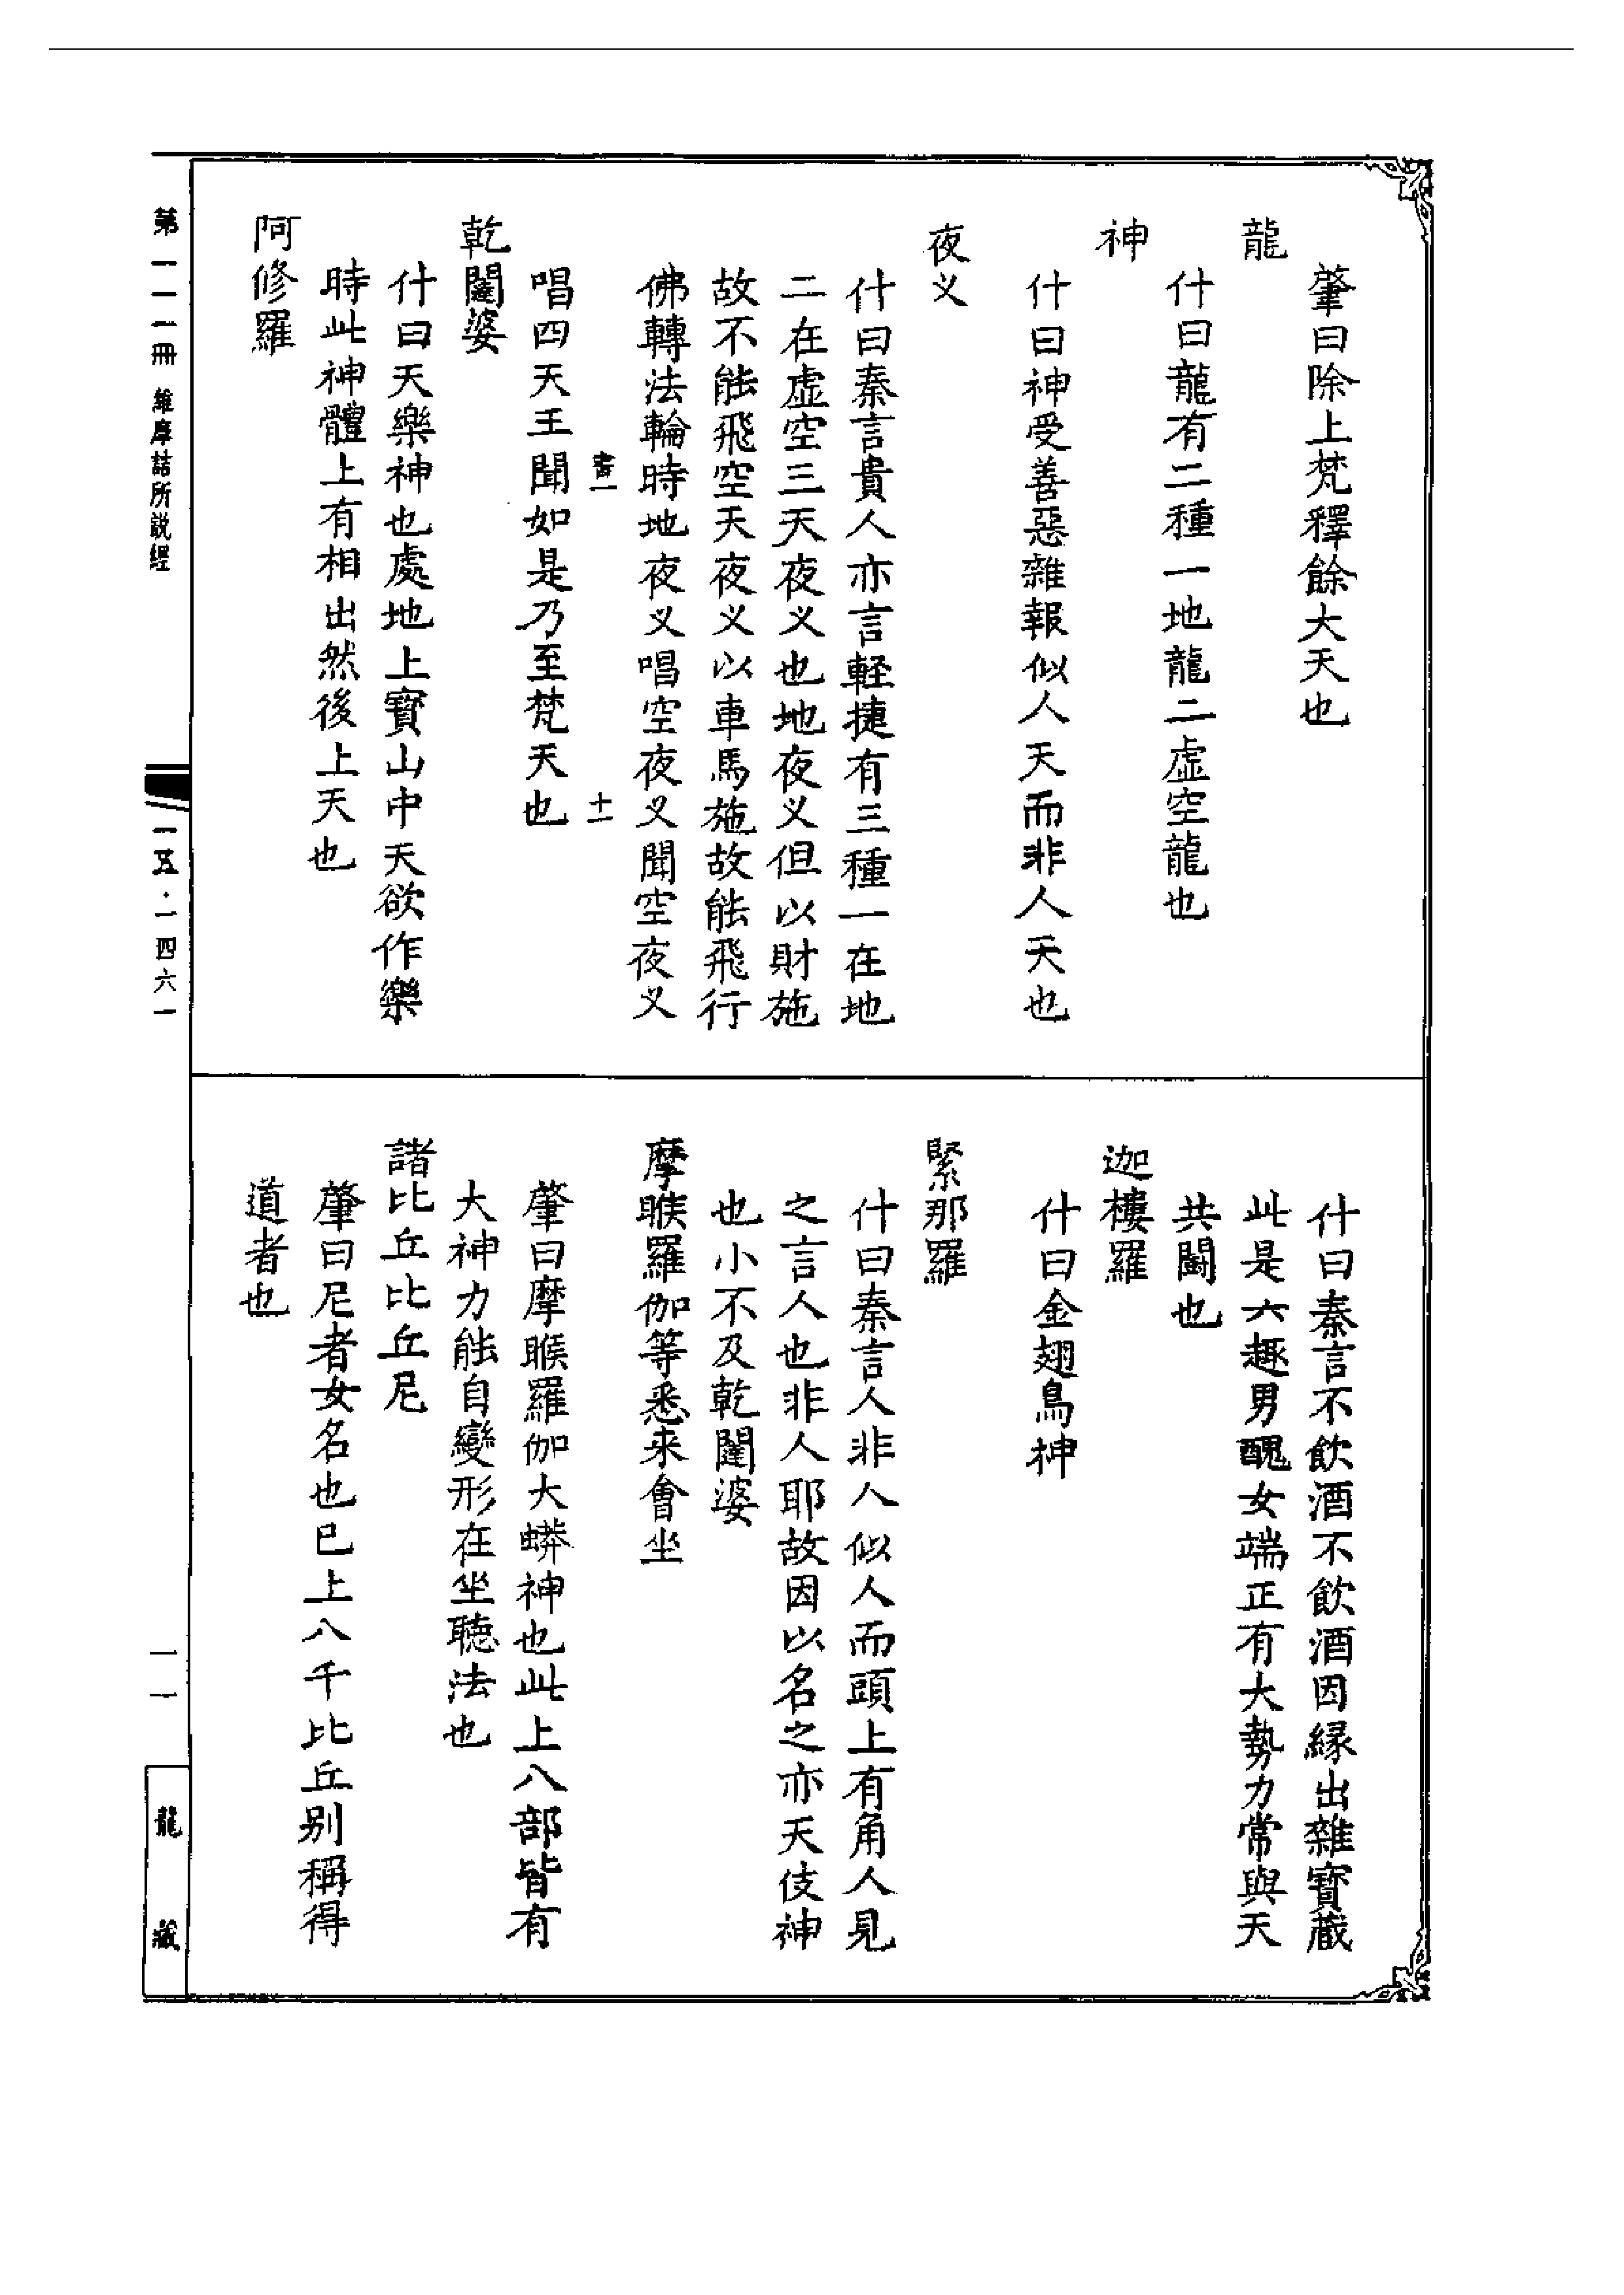 肇曰除上梵釋餘大天也
龍
什曰龍有二種一地龍二虛空龍也
神
什曰神受善惡雜報似人天而非人天也
夜义
什曰秦言貴人亦言輕捷有三種一在地
二在虛空三天夜义也地夜义但以財施
故不能飛空天夜义以車馬施故能飛行
佛轉法輪時地夜义唱空夜义聞空夜义
書一 十一
唱四天王聞如是乃至梵天也
乾闥婆
什曰天樂神也處地上寶山中天欲作樂
時此神體上有相出然後上天也
阿修羅
什曰秦言不飲酒不飲酒因緣出雜寶藏
此是六趣男醜女端正有大勢力常與天
共鬪也
迦樓羅
什曰金翅鳥神
緊那羅
什曰秦言人非人似人而頭上有角人見
之言人也非人耶故因以名之亦天伎神
也小不及乾闥婆
摩睺羅伽等悉來會坐
肇曰摩睺羅伽大蟒神也此上八部皆有
大神力能自變形在坐聽法也
諸比丘比丘尼
肇曰尼者女名也已上八千比丘別稱得
道者也
第一一一冊 維摩詰所說經
一五·一四六一
一一
龍藏